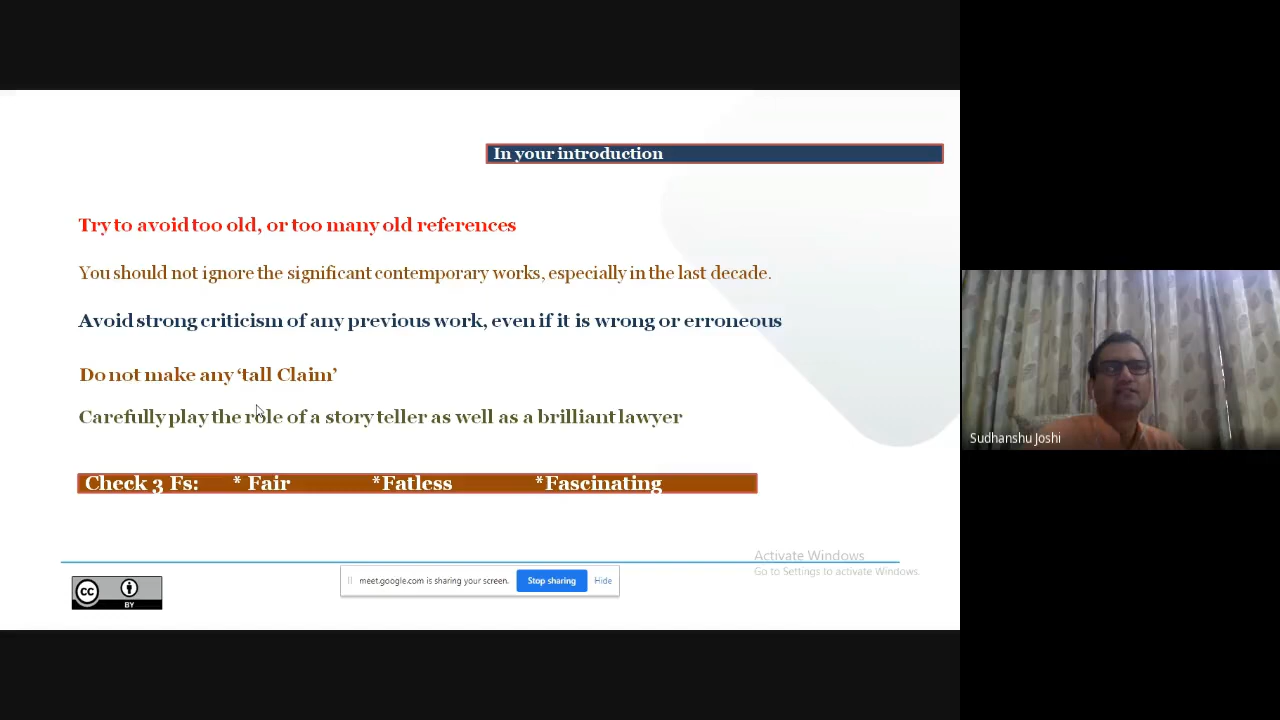 In your introduction
Try to avoid too old, or too many old references
You should not ignore the significant contemporary works, especially in the last decade.
Avoid strong criticism of any previous work, even if it is wrong or erroneous
Do not make any ‘tall Claim’
Carefully play the role of a story teller as well as a brilliant lawyer
Check 3 Fs: * Fair *Fatless *Fascinating
Activate Windows
Go to Settings to activate Windows.
meet.google.com is sharing your screen. Stop sharing Hide
cc BY
Sudhanshu Joshi